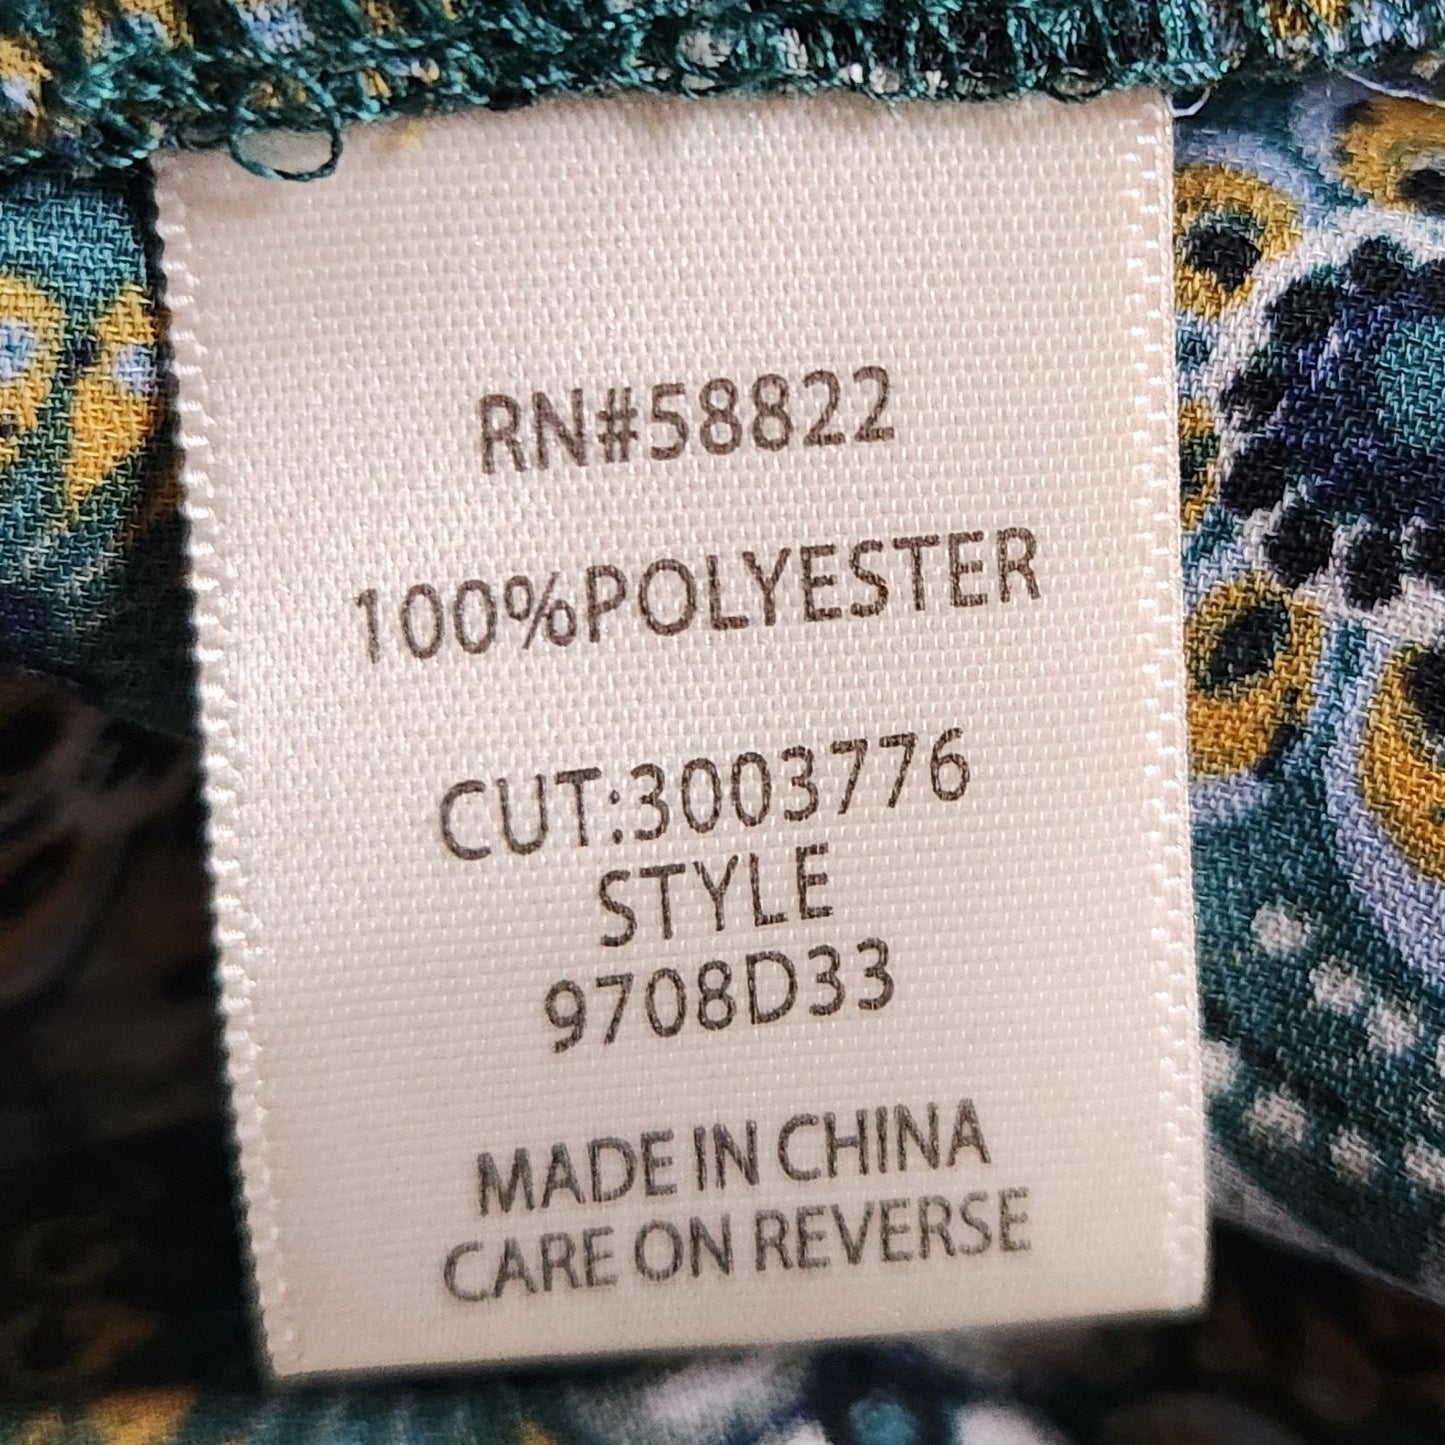 RN#58822
100%POLYESTER
CUT:3003776
STYLE
9708D33
MADE IN CHINA
CARE ON REVERSE